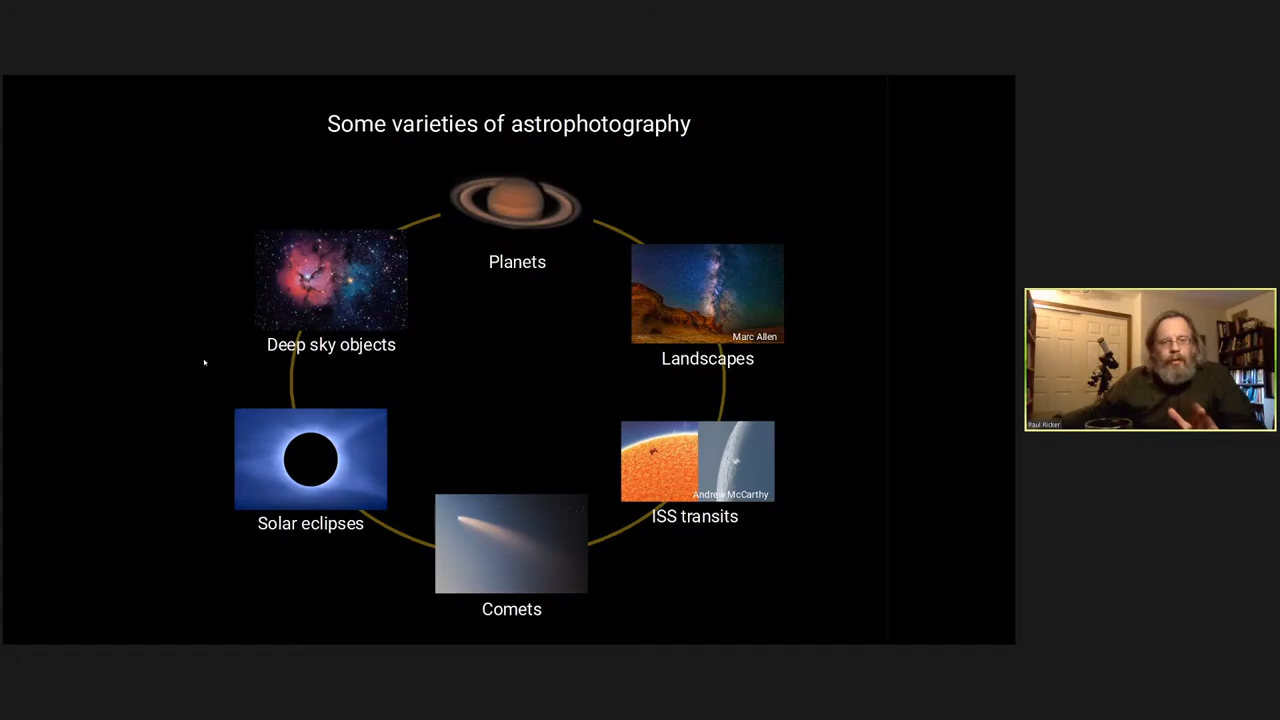 Some varieties of astrophotography
Planets
Marc Allen
Landscapes
Deep sky objects
Andrew McCarthy
ISS transits
Solar eclipses
Comets
Paul Ricker